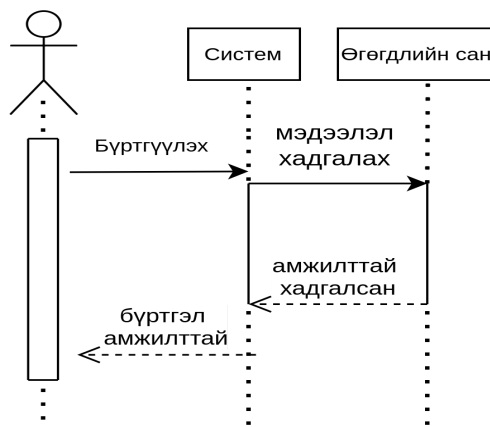 Систем
Өгөгдлийн сан
Бүртгүүлэх
мэдээлэл
хадгалах
амжилттай
хадгалсан
бүртгэл
амжилттай